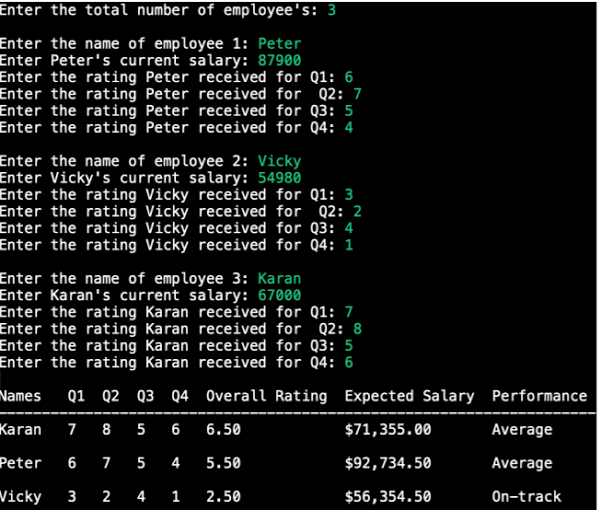 Enter the total number of employee's: 3
Enter the name of employee 1: Peter
Enter Peter's current salary: 87900
Enter the rating Peter received for Q1: 6
Enter the rating Peter received for  Q2: 7
Enter the rating Peter received for Q3: 5
Enter the rating Peter received for Q4: 4
Enter the name of employee 2: Vicky
Enter Vicky's current salary: 54980
Enter the rating Vicky received for Q1: 3
Enter the rating Vicky received for  Q2: 2
Enter the rating Vicky received for Q3: 4
Enter the rating Vicky received for Q4: 1
Enter the name of employee 3: Karan
Enter Karan's current salary: 67000
Enter the rating Karan received for Q1: 7
Enter the rating Karan received for  Q2: 8
Enter the rating Karan received for Q3: 5
Enter the rating Karan received for Q4: 6
Names   Q1  Q2  Q3  Q4  Overall Rating  Expected Salary  Performance
Karan   7   8   5   6   6.50            $71,355.00       Average
Peter   6   7   5   4   5.50            $92,734.50       Average
Vicky   3   2   4   1   2.50            $56,354.50       On-track